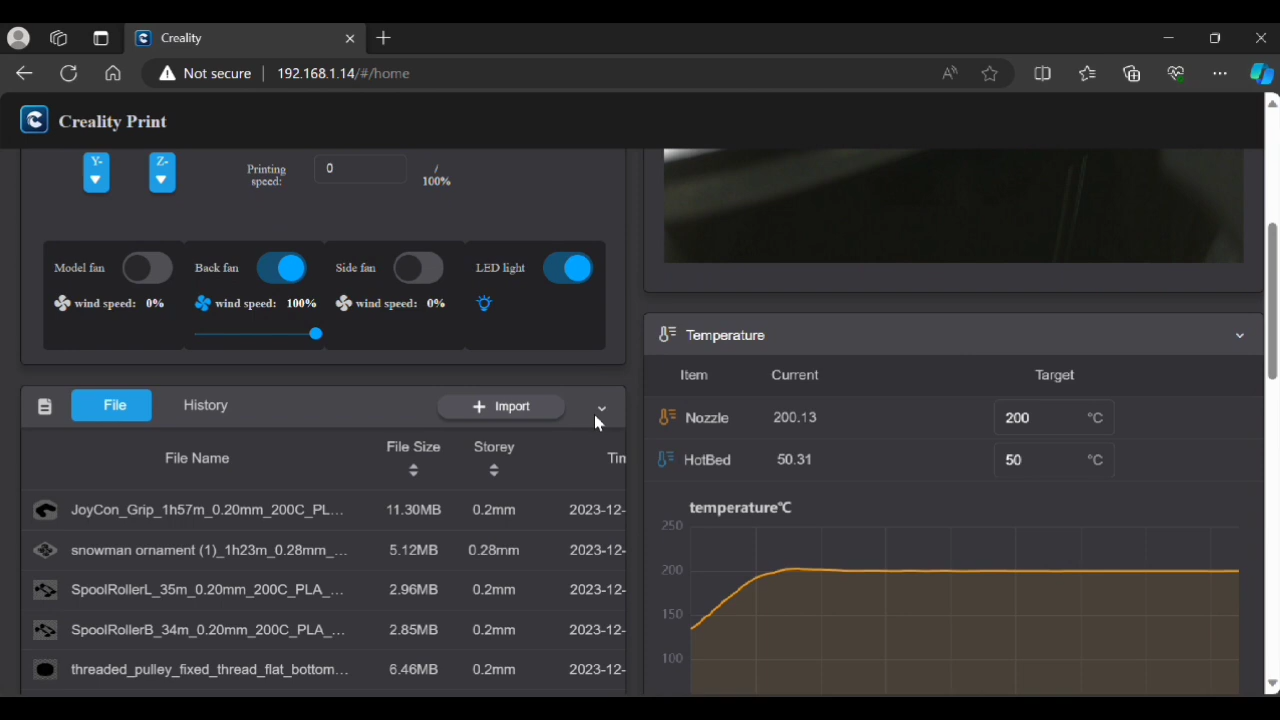 Creality
Not secure
192.168.1.14/#/home
Creality Print
Y-
Z-
Printing speed:
0
/
100%
Model fan
Back fan
Side fan
LED light
wind speed: 0%
wind speed: 100%
wind speed: 0%
File
History
+ Import
File Name
File Size
Storey
Tin
JoyCon_Grip_1h57m_0.20mm_200C_PL... 11.30MB 0.2mm 2023-12-
snowman ornament (1)_1h23m_0.28mm_... 5.12MB 0.28mm 2023-12-
SpoolRollerL_35m_0.20mm_200C_PLA_... 2.96MB 0.2mm 2023-12-
SpoolRollerB_34m_0.20mm_200C_PLA_... 2.85MB 0.2mm 2023-12-
threaded_pulley_fixed_thread_flat_bottom... 6.46MB 0.2mm 2023-12-
Temperature
Item Current Target
Nozzle 200.13 200 °C
HotBed 50.31 50 °C
temperature℃
250
200
150
100